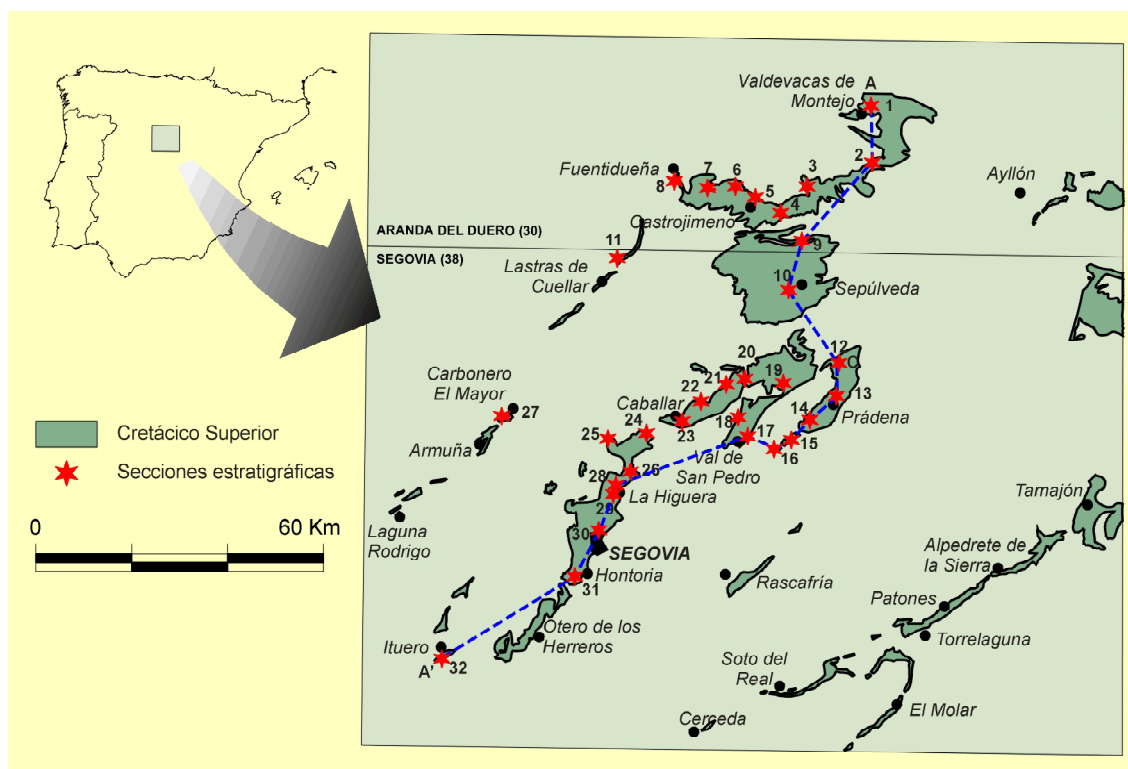 Valdevacas de
Montejo
A
1
2
Fuentidueña
8
7
6
5
4
3
Castrojimeno
Ayllón
ARANDA DEL DUERO (30)
SEGOVIA (38)
11
9
Lastras de
Cuellar
10
Sepúlveda
12
C
13
Prádena
20
19
21
22
Caballar
23
Carbonero
El Mayor
27
Armuña
14
15
16
17
18
Val de
San Pedro
24
25
26
28
La Higuera
29
30
SEGOVIA
Hontoria
31
Laguna
Rodrigo
Rascafría
Tamajón
Alpedrete de
la Sierra
Patones
Torrelaguna
Otero de los
Herreros
Ituero
A'
32
Soto del
Real
El Molar
Cerceda
Cretácico Superior
Secciones estratigráficas
0
60 Km